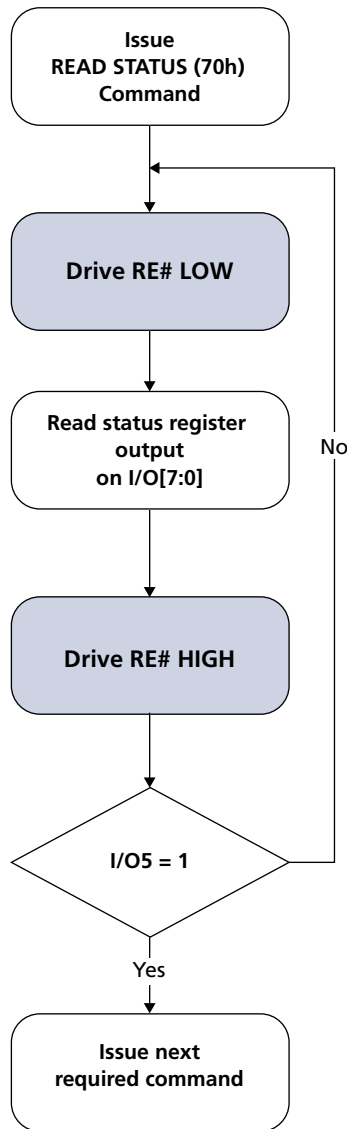 Issue
READ STATUS (70h)
Command
Drive RE# LOW
Read status register
output
on I/O[7:0]
No
Drive RE# HIGH
I/O5 = 1
Yes
Issue next
required command